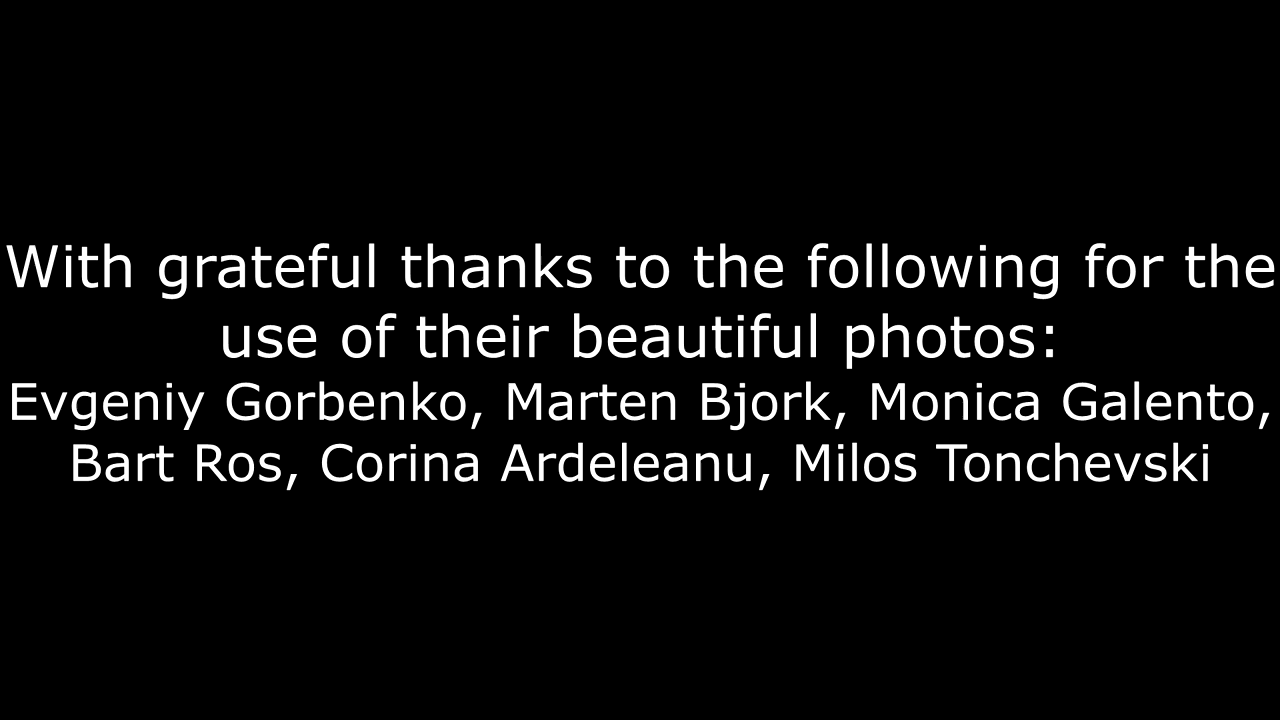 With grateful thanks to the following for the
use of their beautiful photos:
Evgeniy Gorbenko, Marten Bjork, Monica Galento,
Bart Ros, Corina Ardeleanu, Milos Tonchevski